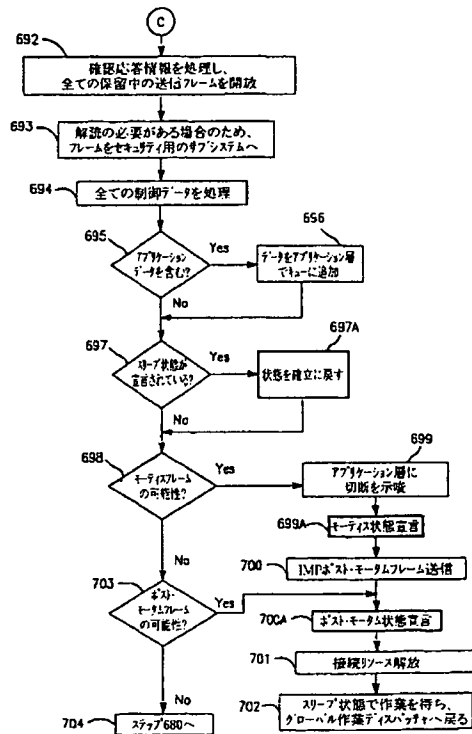 C
692
確認応答情報を処理し、
全ての保留中の送信フレームを開放
693
解読の必要がある場合のため、
フレームをセキュリティ用のサブシステムへ
694
全ての制御データを処理
695
アプリケーション
データを含む?
Yes
No
656
データをアプリケーション層
でキューに追加
697
スリープ状態が
宣言されている?
Yes
No
697A
状態を確立に戻す
698
モーティスフレーム
の可能性?
Yes
No
699
アプリケーション層に
切断を示唆
699A
モーティス状態宣言
700
IMPポスト・モータムフレーム送信
703
ポスト・
モータムフレーム
の可能性?
Yes
No
700A
ポスト・モータム状態宣言
701
接続リソース解放
702
スリープ状態で作業を待ち、
グローバル作業ディスパッチャへ戻る
704
ステップ680へ